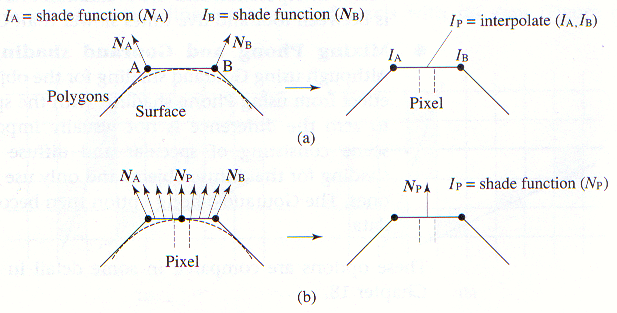 I_A = shade function (N_A) I_B = shade function (N_B)
I_P = interpolate (I_A, I_B)
N_A N_B
I_A I_B
A B
Polygons
Surface
Pixel
(a)
N_A N_P N_B
N_P I_P = shade function (N_P)
Pixel
(b)